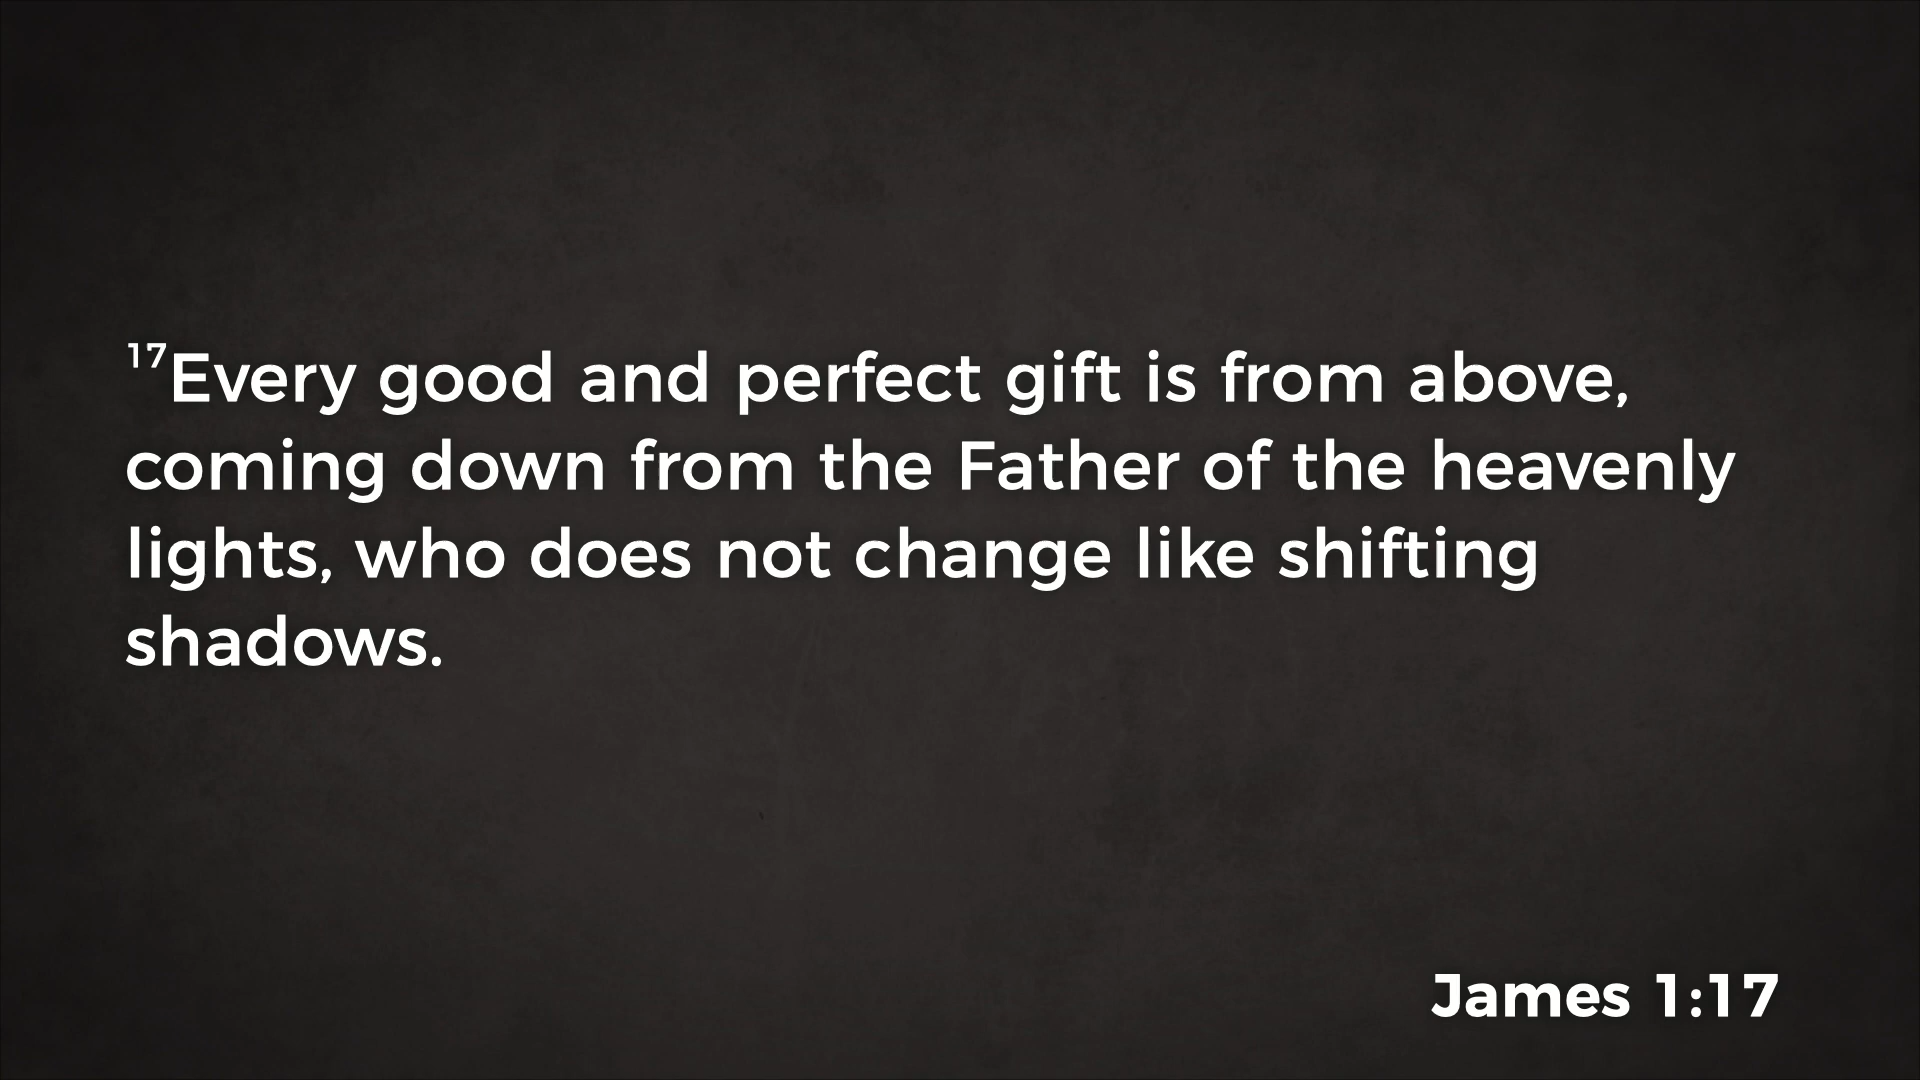 ¹⁷Every good and perfect gift is from above,
coming down from the Father of the heavenly
lights, who does not change like shifting
shadows.
James 1:17